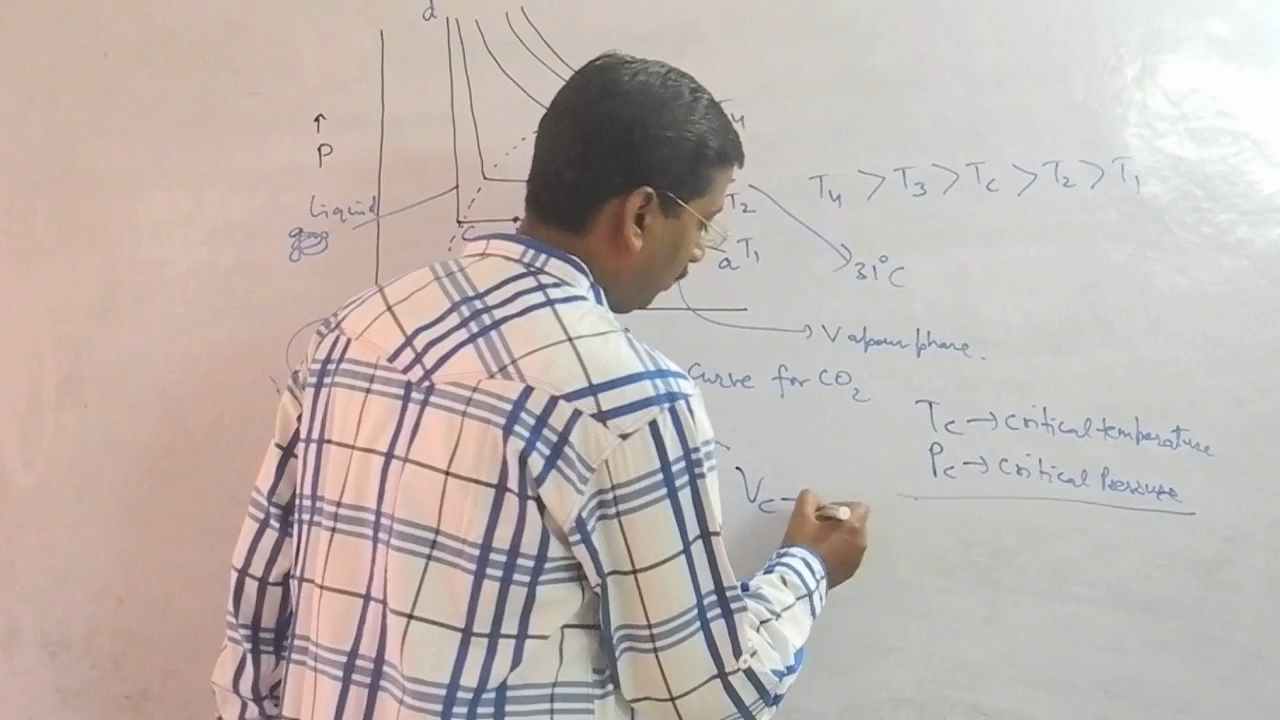 d
↑
P
Liquid
c
T4
T2
a T1
T4 > T3 > Tc > T2 > T1
31°C
Vapour phase.
Curve for CO2
Tc → critical temperature
Pc → critical Pressure
Vc →